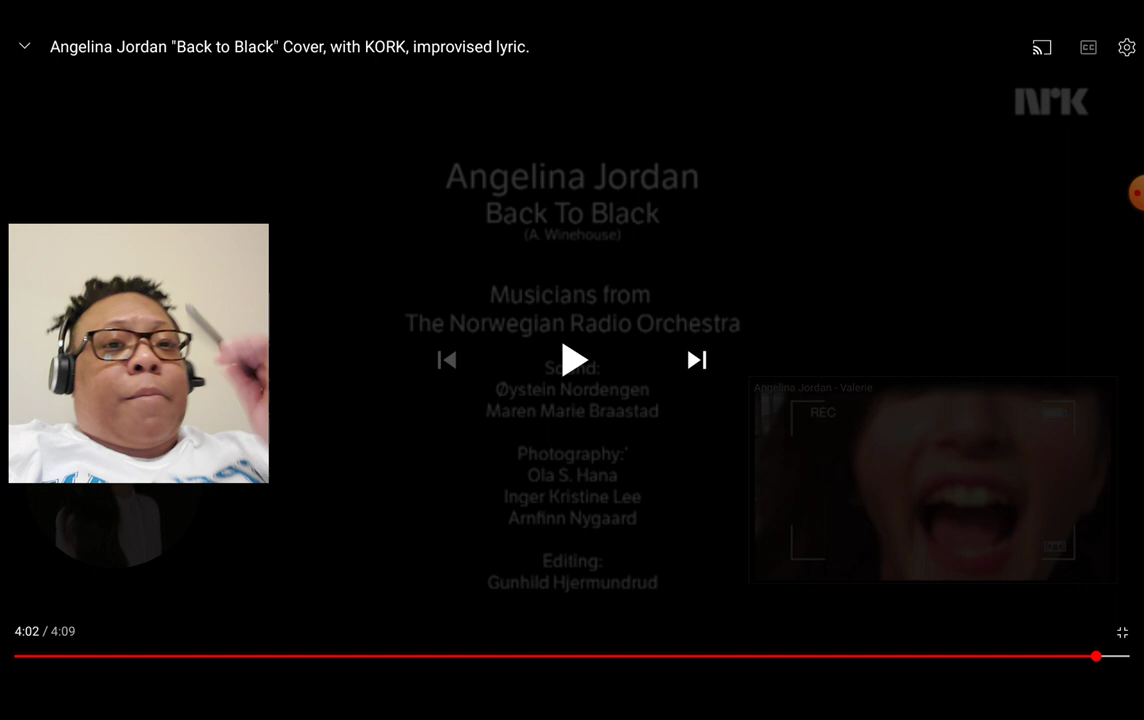 Angelina Jordan "Back to Black" Cover, with KORK, improvised lyric.
CC
nrk
Angelina Jordan
Back To Black
(A. Winehouse)
Musicians from
The Norwegian Radio Orchestra
Sound:
Øystein Nordengen
Maren Marie Braastad
Angelina Jordan - Valerie
REC
Photography:'
Ola S. Hana
Inger Kristine Lee
Arnfinn Nygaard
Editing:
Gunhild Hjermundrud
4:02 / 4:09